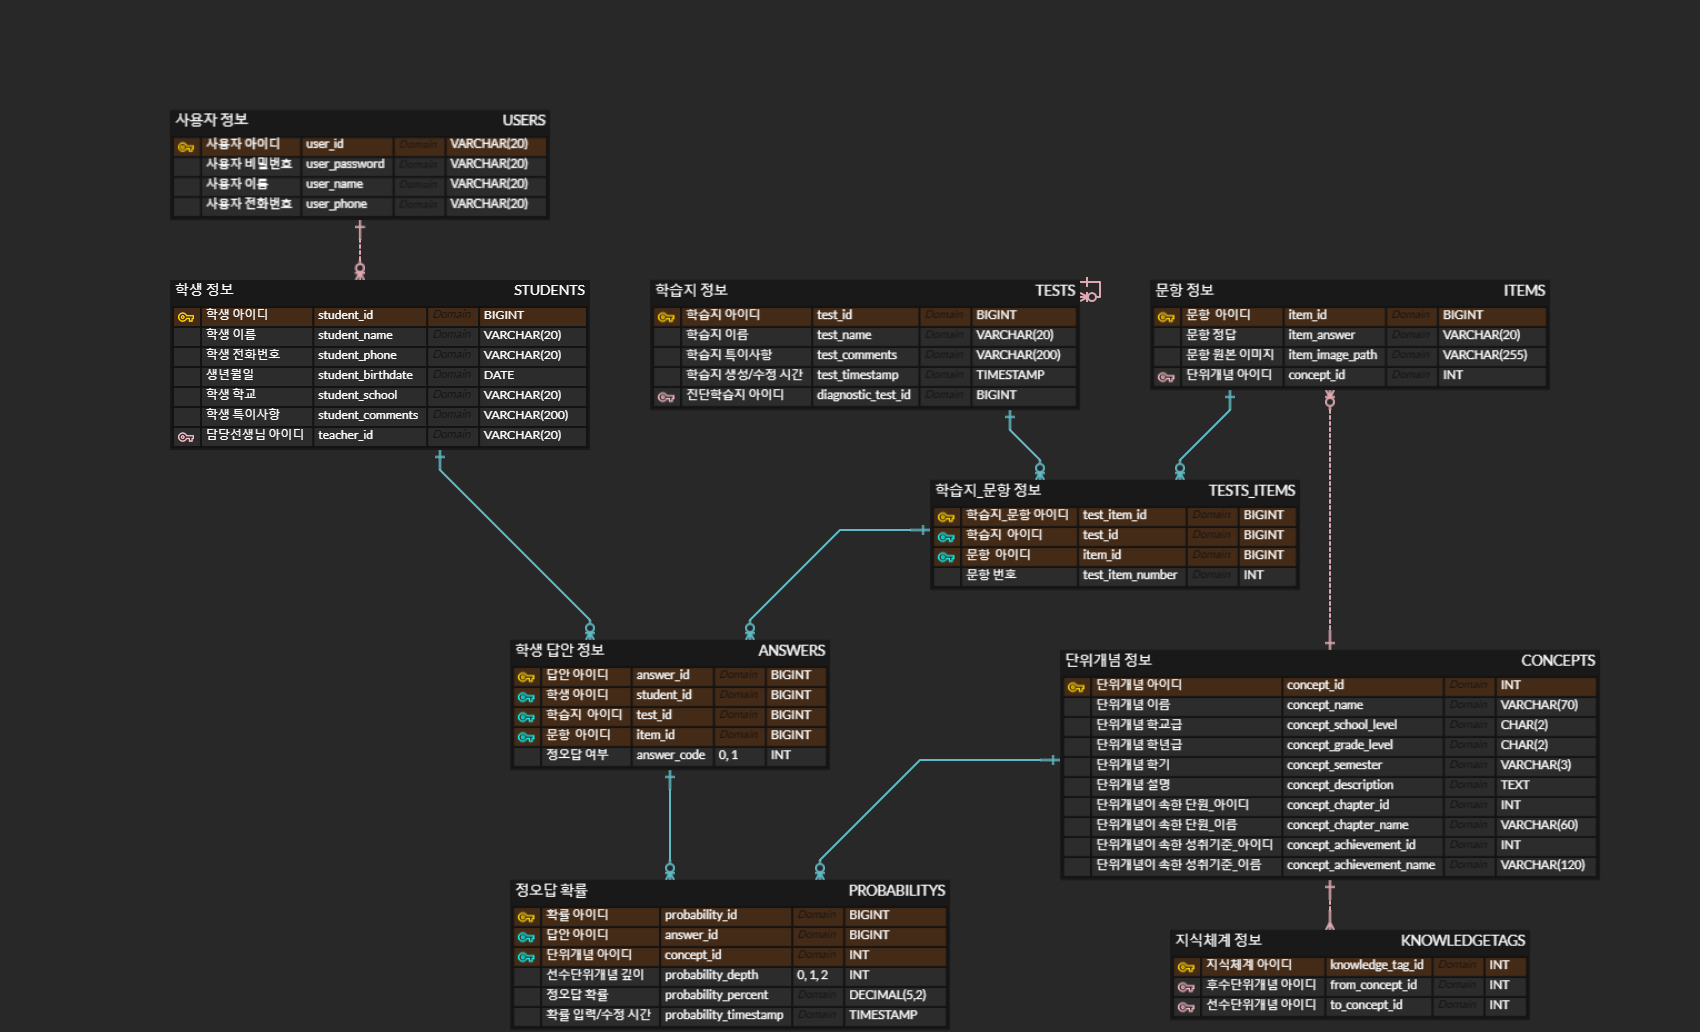 사용자 정보 USERS
사용자 아이디 user_id Domain VARCHAR(20)
사용자 비밀번호 user_password Domain VARCHAR(20)
사용자 이름 user_name Domain VARCHAR(20)
사용자 전화번호 user_phone Domain VARCHAR(20)
학생 정보 STUDENTS
학생 아이디 student_id Domain BIGINT
학생 이름 student_name Domain VARCHAR(20)
학생 전화번호 student_phone Domain VARCHAR(20)
생년월일 student_birthdate Domain DATE
학생 학교 student_school Domain VARCHAR(20)
학생 특이사항 student_comments Domain VARCHAR(200)
담당선생님 아이디 teacher_id Domain VARCHAR(20)
학습지 정보 TESTS
학습지 아이디 test_id Domain BIGINT
학습지 이름 test_name Domain VARCHAR(20)
학습지 특이사항 test_comments Domain VARCHAR(200)
학습지 생성/수정 시간 test_timestamp Domain TIMESTAMP
진단학습지 아이디 diagnostic_test_id Domain BIGINT
문항 정보 ITEMS
문항 아이디 item_id Domain BIGINT
문항 정답 item_answer Domain VARCHAR(20)
문항 원본 이미지 item_image_path Domain VARCHAR(255)
단위개념 아이디 concept_id Domain INT
학습지_문항 정보 TESTS_ITEMS
학습지_문항 아이디 test_item_id Domain BIGINT
학습지 아이디 test_id Domain BIGINT
문항 아이디 item_id Domain BIGINT
문항 번호 test_item_number Domain INT
학생 답안 정보 ANSWERS
답안 아이디 answer_id Domain BIGINT
학생 아이디 student_id Domain BIGINT
학습지 아이디 test_id Domain BIGINT
문항 아이디 item_id Domain BIGINT
정오답 여부 answer_code 0, 1 INT
단위개념 정보 CONCEPTS
단위개념 아이디 concept_id Domain INT
단위개념 이름 concept_name Domain VARCHAR(70)
단위개념 학교급 concept_school_level Domain CHAR(2)
단위개념 학년급 concept_grade_level Domain CHAR(2)
단위개념 학기 concept_semester Domain VARCHAR(3)
단위개념 설명 concept_description Domain TEXT
단위개념이 속한 단원_아이디 concept_chapter_id Domain INT
단위개념이 속한 단원_이름 concept_chapter_name Domain VARCHAR(60)
단위개념이 속한 성취기준_아이디 concept_achievement_id Domain INT
단위개념이 속한 성취기준_이름 concept_achievement_name Domain VARCHAR(120)
정오답 확률 PROBABILITYS
확률 아이디 probability_id Domain BIGINT
답안 아이디 answer_id Domain BIGINT
단위개념 아이디 concept_id Domain INT
선수단위개념 깊이 probability_depth 0, 1, 2 INT
정오답 확률 probability_percent Domain DECIMAL(5,2)
확률 입력/수정 시간 probability_timestamp Domain TIMESTAMP
지식체계 정보 KNOWLEDGETAGS
지식체계 아이디 knowledge_tag_id Domain INT
후수단위개념 아이디 from_concept_id Domain INT
선수단위개념 아이디 to_concept_id Domain INT